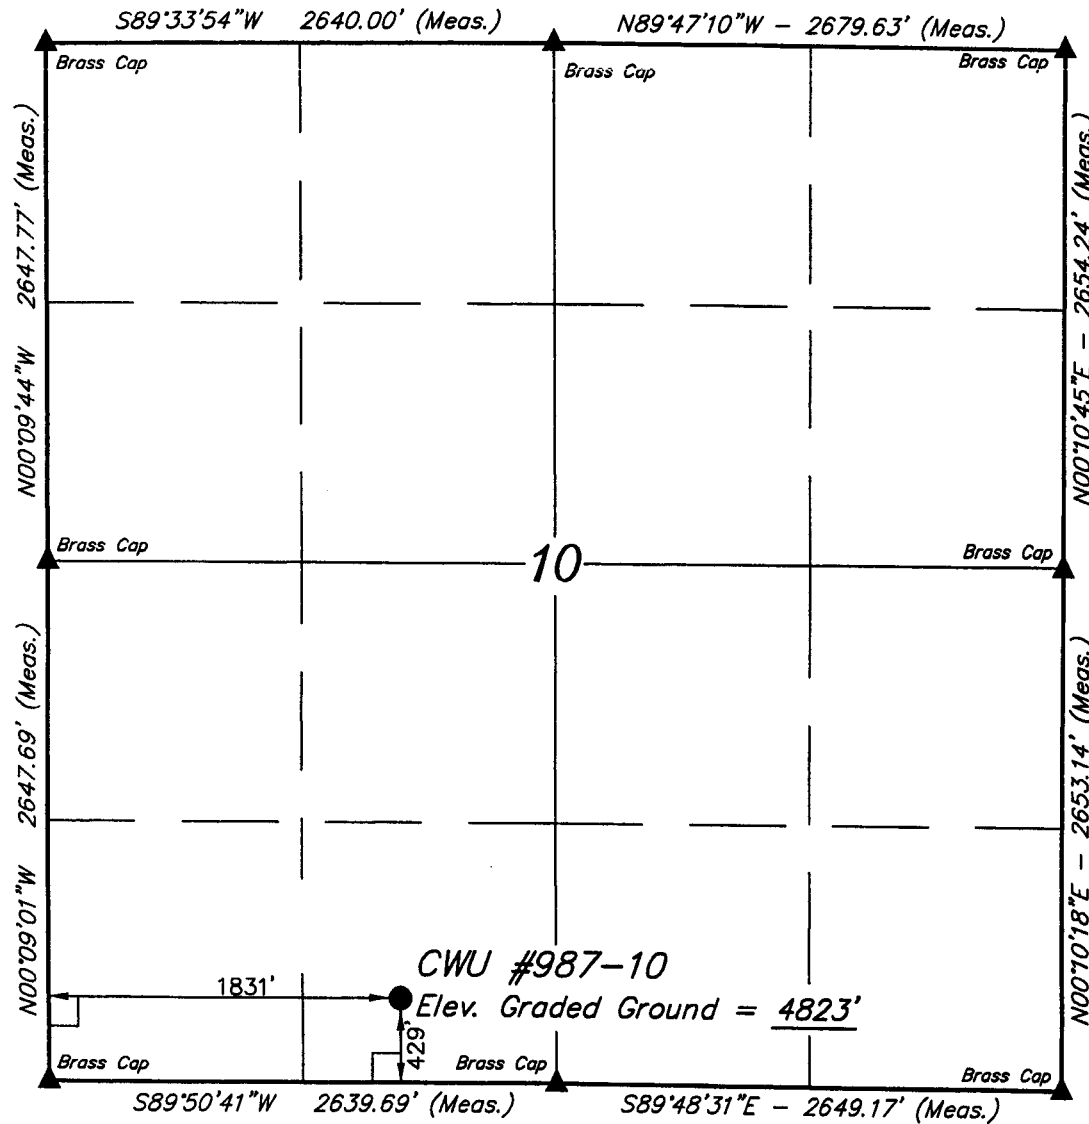 S89°33'54"W 2640.00' (Meas.)
N89°47'10"W – 2679.63' (Meas.)
Brass Cap
Brass Cap
Brass Cap
N00°09'44"W 2647.77' (Meas.)
N00°10'45"E – 2654.24' (Meas.)
Brass Cap
10
Brass Cap
N00°09'01"W 2647.69' (Meas.)
N00°10'18"E – 2653.14' (Meas.)
CWU #987–10
1831'
Elev. Graded Ground = 4823'
429'
Brass Cap
Brass Cap
Brass Cap
S89°50'41"W 2639.69' (Meas.)
S89°48'31"E – 2649.17' (Meas.)